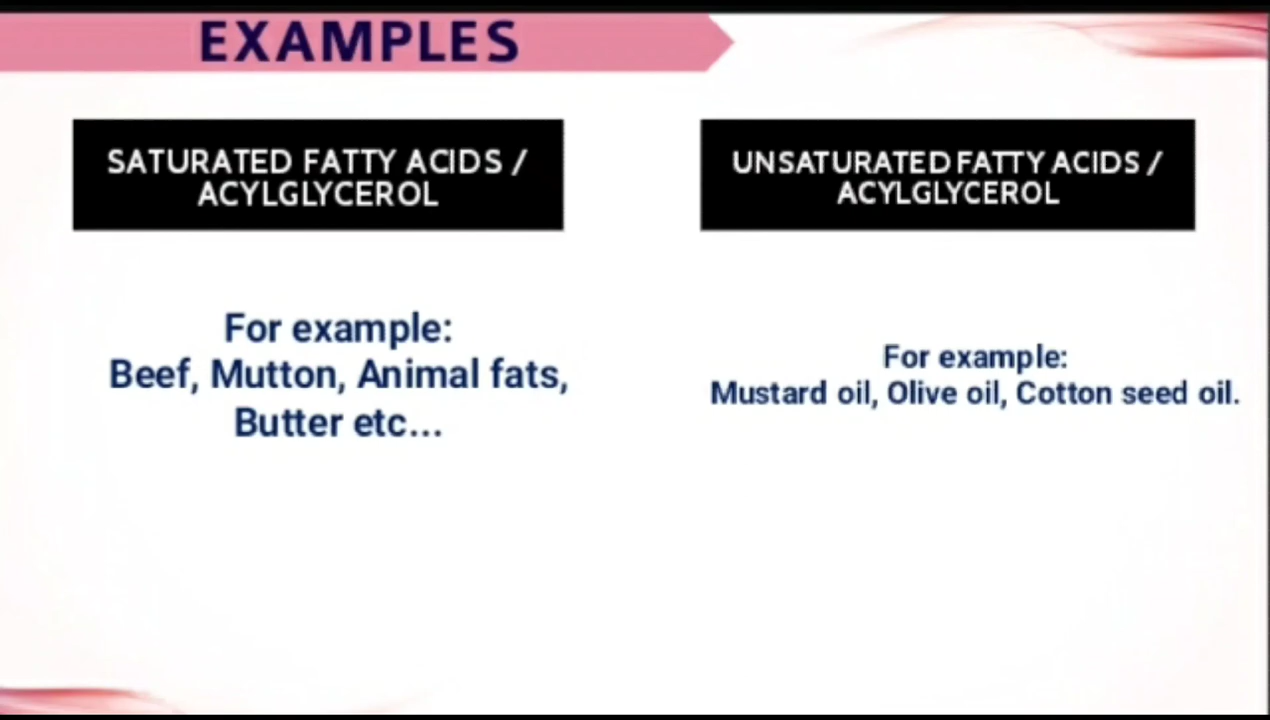 EXAMPLES
SATURATED FATTY ACIDS /
ACYLGLYCEROL
For example:
Beef, Mutton, Animal fats,
Butter etc...
UNSATURATED FATTY ACIDS /
ACYLGLYCEROL
For example:
Mustard oil, Olive oil, Cotton seed oil.